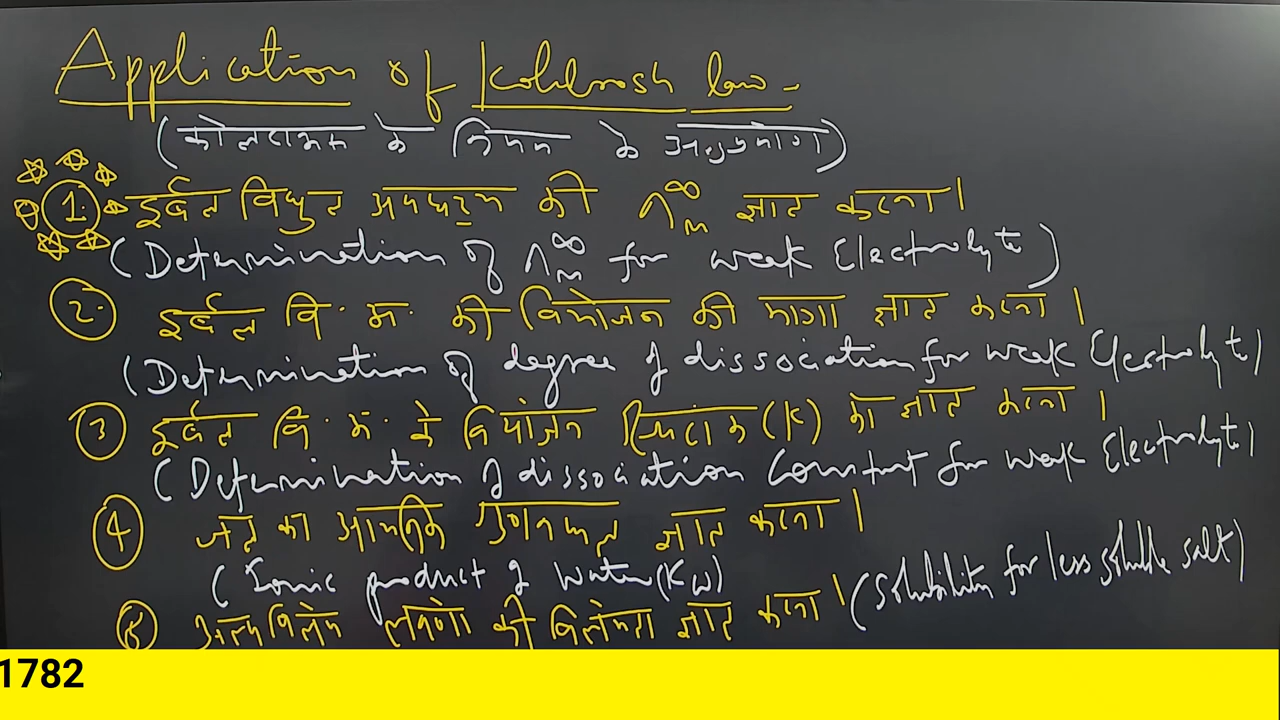 Application of Kohlrosh law -
(कोलराऊस के नियम के अनुप्रयोग)
1. दुर्बल विधुत अपघट्य की Λ∞m ज्ञात करना।
(Determination of Λ∞m for weak Electrolyte)
2. दुर्बल वि. अ. की वियोजन की मात्रा ज्ञात करना।
(Determination of degree of dissociation for weak Electrolyte)
3 दुर्बल वि. अ. के वियोजन स्थिरांक (K) को ज्ञात करना।
(Determination of dissociation Constant for weak Electrolyte)
4 जल का आयनिक गुणनफल ज्ञात करना।
(Ionic product of Water (Kw)
5 अल्प विलेय लवणो की विलेयता ज्ञात करना। (Solubility for less soluble salt)
1782